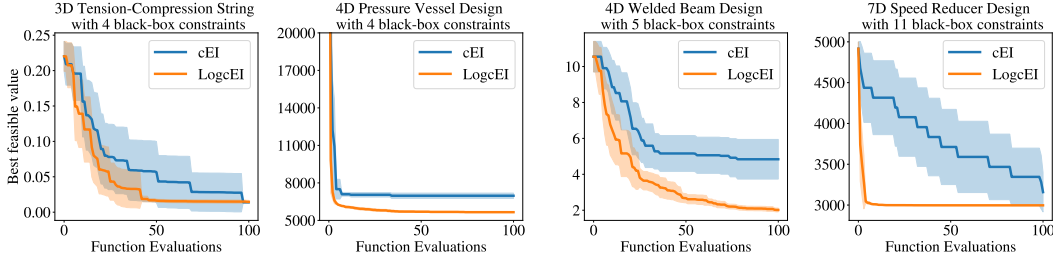 3D Tension-Compression String
with 4 black-box constraints
Best feasible value
0.25
0.20
0.15
0.10
0.05
0.00
cEI
LogcEI
0
100
Function Evaluations
4D Pressure Vessel Design
with 4 black-box constraints
20000
17000
14000
11000
8000
5000
cEI
LogcEI
0
100
Function Evaluations
4D Welded Beam Design
with 5 black-box constraints
10
8
6
4
2
cEI
LogcEI
0
100
Function Evaluations
7D Speed Reducer Design
with 11 black-box constraints
5000
4500
4000
3500
3000
cEI
LogcEI
0
100
Function Evaluations